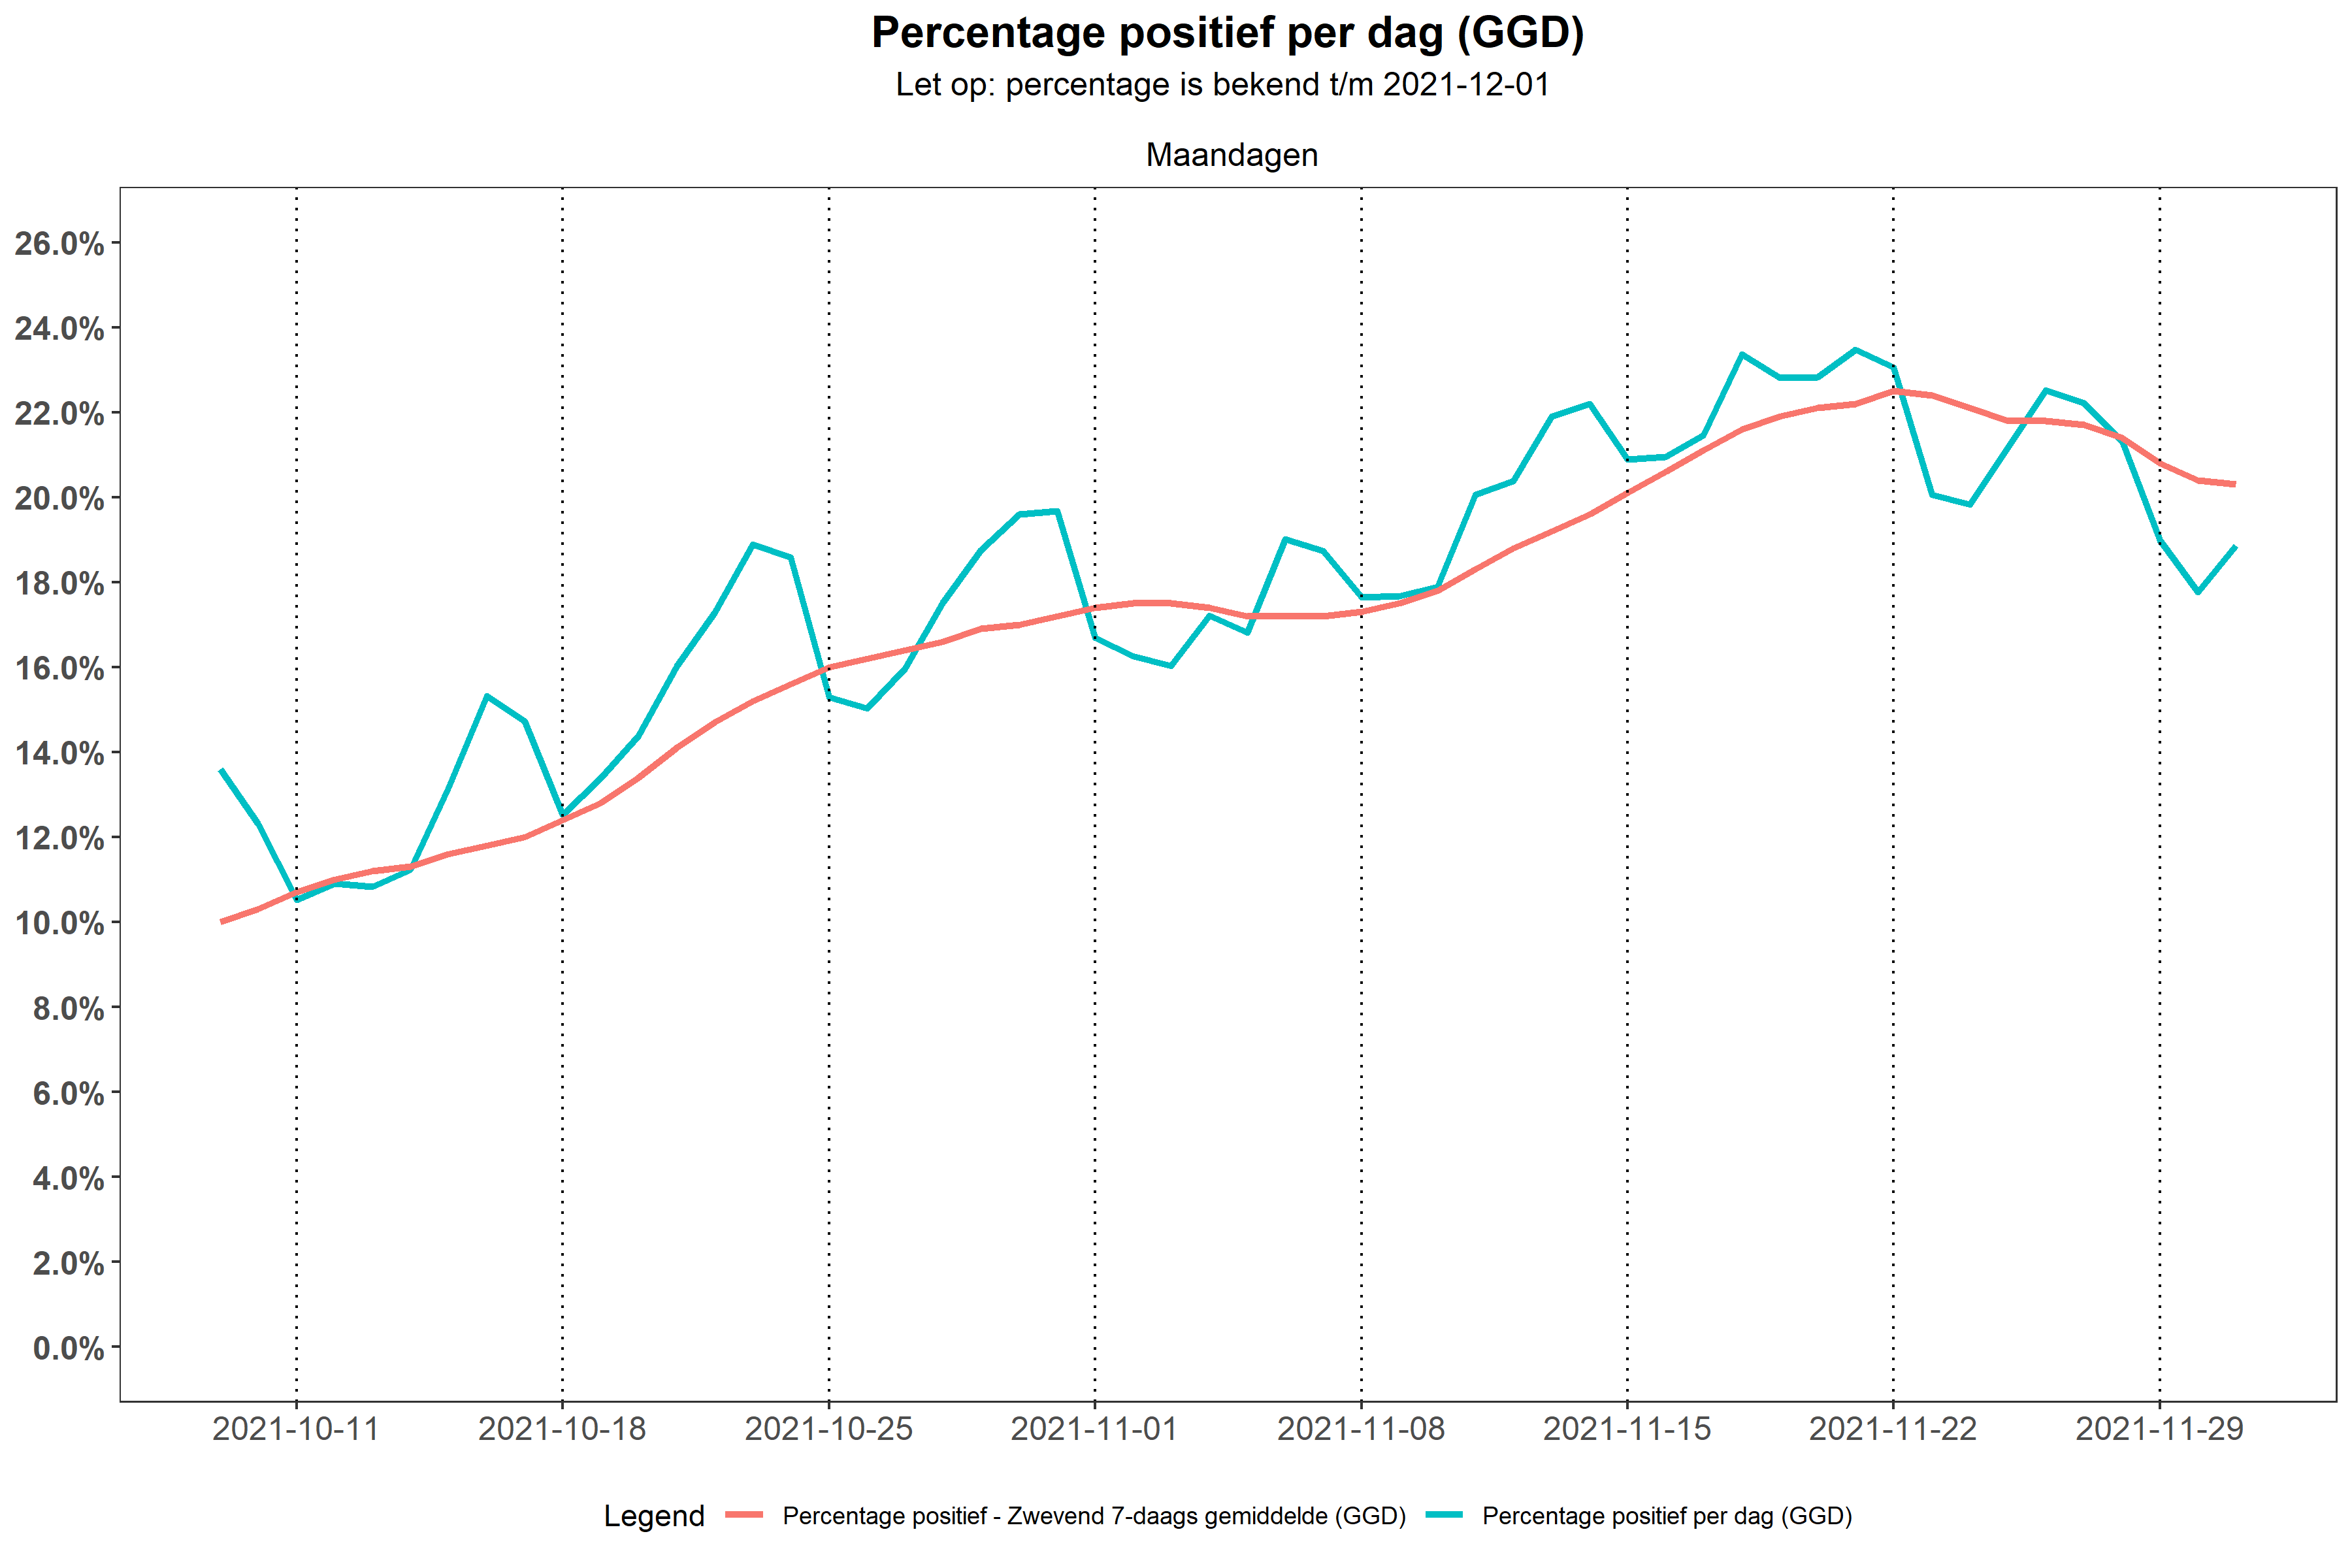 Percentage positief per dag (GGD)
Let op: percentage is bekend t/m 2021-12-01
Maandagen
26.0%
24.0%
22.0%
20.0%
18.0%
16.0%
14.0%
12.0%
10.0%
8.0%
6.0%
4.0%
2.0%
0.0%
2021-10-11 2021-10-18 2021-10-25 2021-11-01 2021-11-08 2021-11-15 2021-11-22 2021-11-29
Legend Percentage positief - Zwevend 7-daags gemiddelde (GGD) Percentage positief per dag (GGD)